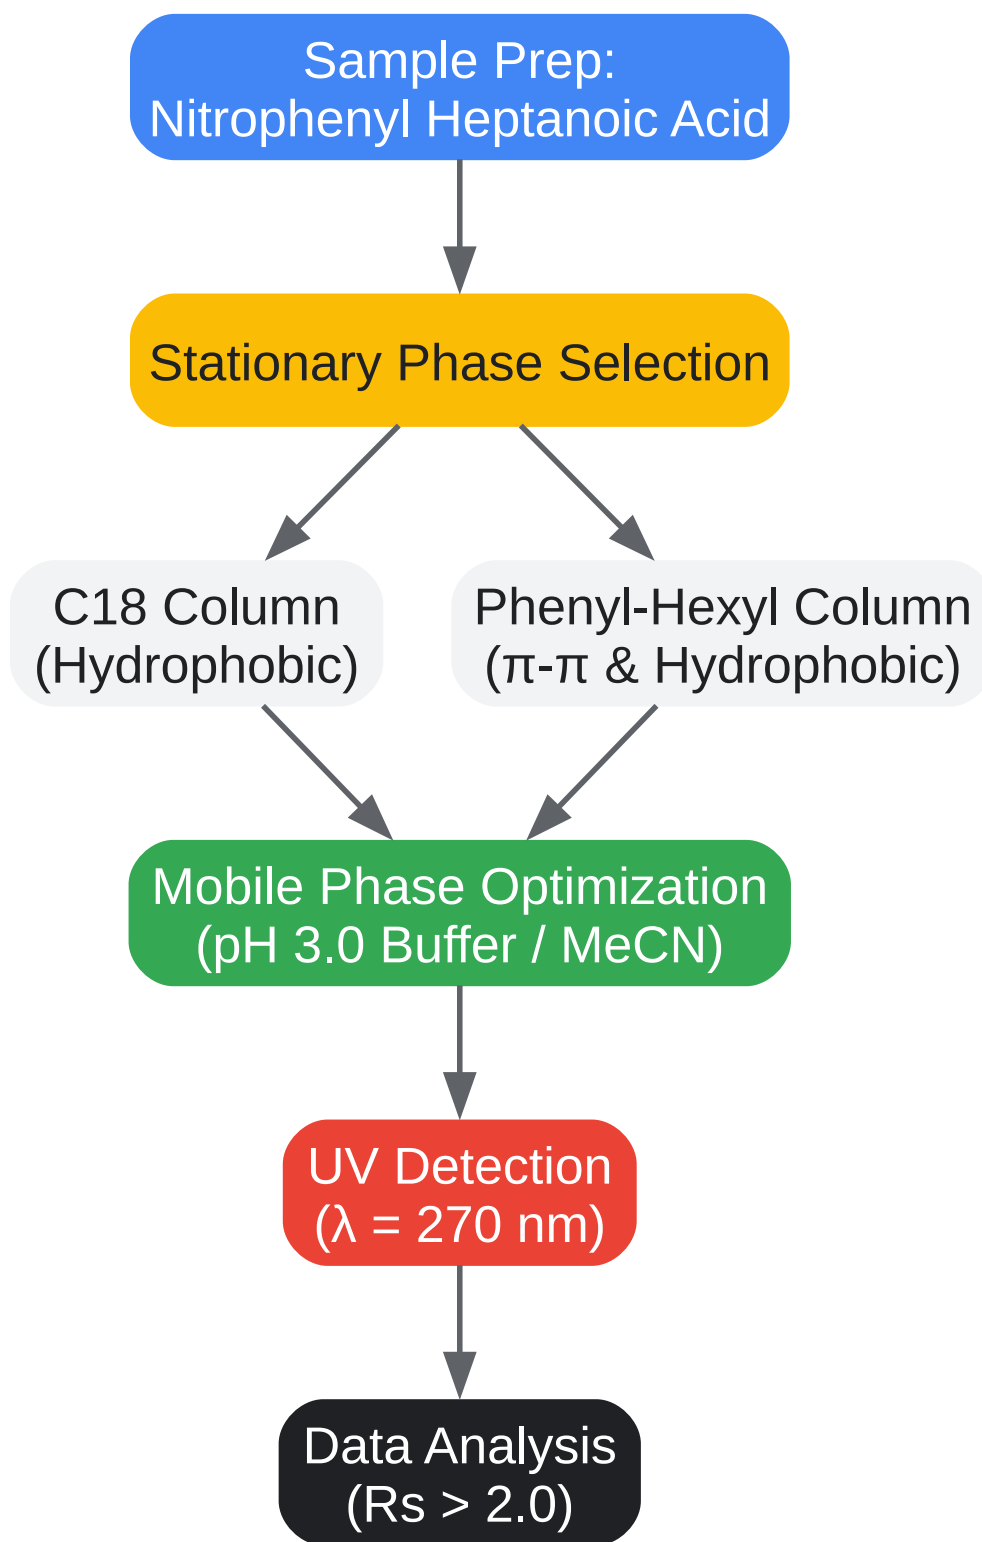 Sample Prep:
Nitrophenyl Heptanoic Acid
Stationary Phase Selection
C18 Column
(Hydrophobic)
Phenyl-Hexyl Column
(π-π & Hydrophobic)
Mobile Phase Optimization
(pH 3.0 Buffer / MeCN)
UV Detection
(λ = 270 nm)
Data Analysis
(Rs > 2.0)